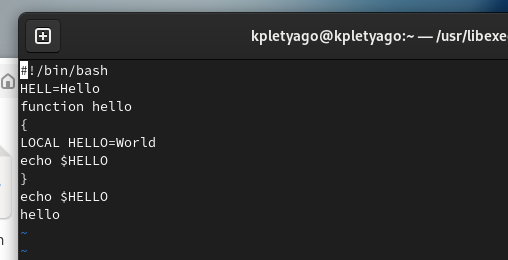 kpletyago@kpletyago:~ — /usr/libexe
#!/bin/bash
HELL=Hello
function hello
{
LOCAL HELLO=World
echo $HELLO
}
echo $HELLO
hello
~
~